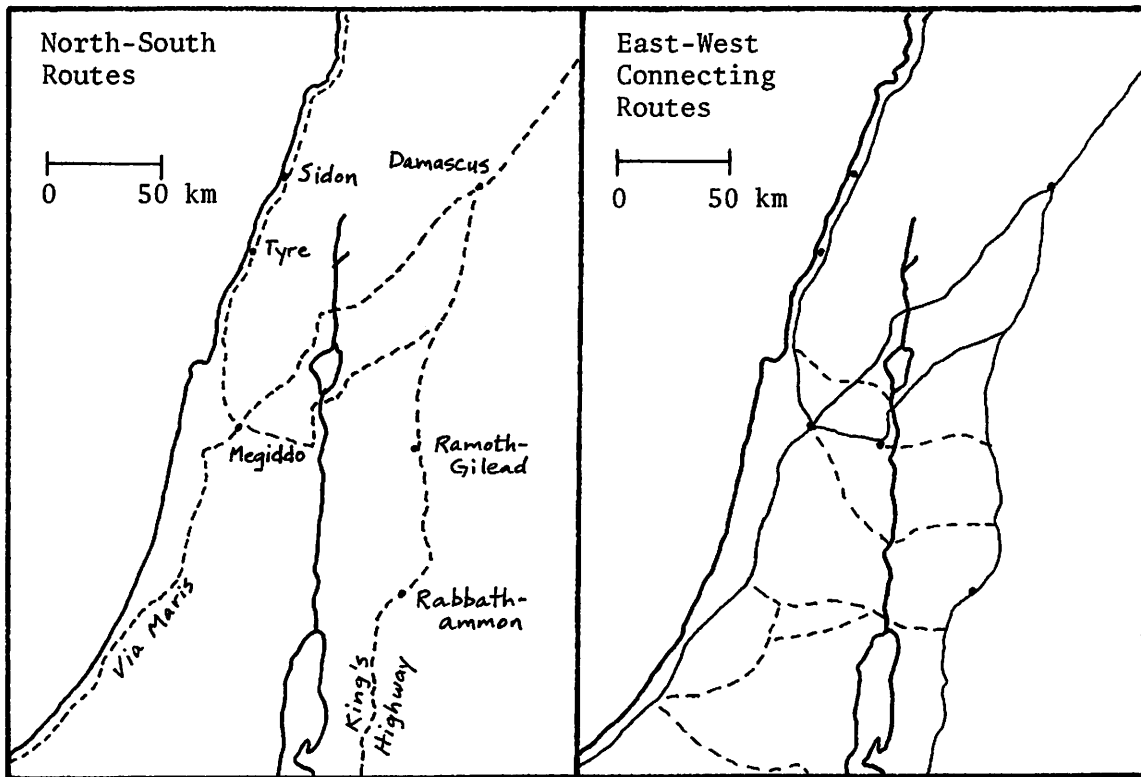 North-South
Routes
0 50 km
Sidon
Damascus
Tyre
Megiddo
Ramoth-
Gilead
Rabbath-
ammon
Via Maris
King's
Highway
East-West
Connecting
Routes
0 50 km